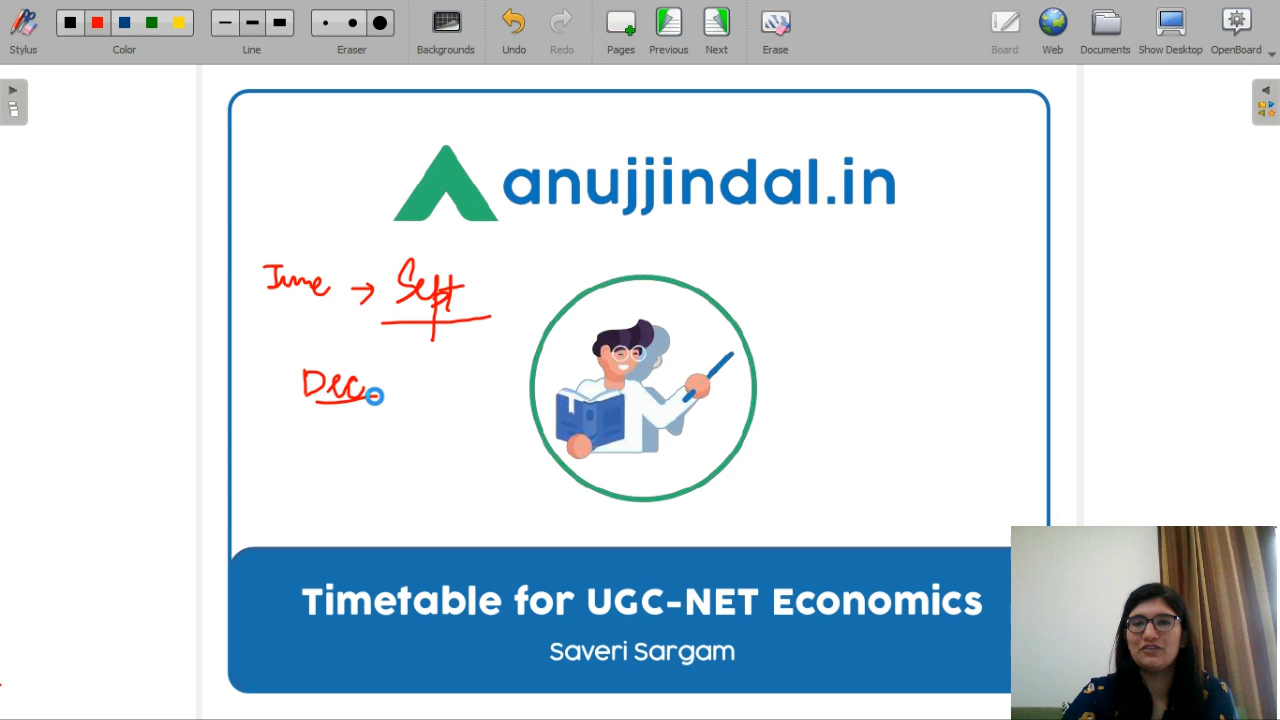 Stylus
Color
Line
Eraser
Backgrounds
Undo
Redo
Pages
Previous
Next
Erase
Board
Web
Documents
Show Desktop
OpenBoard
anujjindal.in
June → Sept
Dec
Timetable for UGC-NET Economics
Saveri Sargam